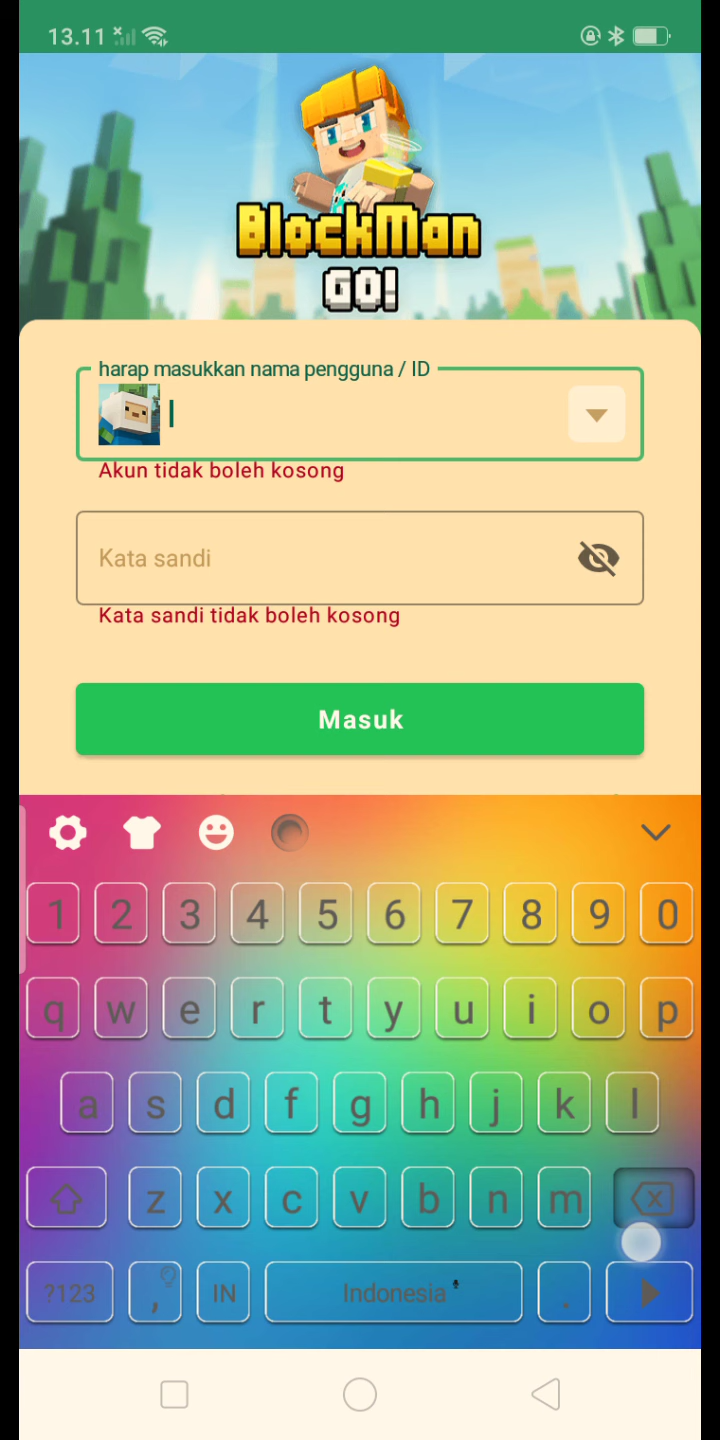 13.11
BlockMan
GO!
harap masukkan nama pengguna / ID
Akun tidak boleh kosong
Kata sandi
Kata sandi tidak boleh kosong
Masuk
1 2 3 4 5 6 7 8 9 0
q w e r t y u i o p
a s d f g h j k l
z x c v b n m
?123 , IN Indonesia .